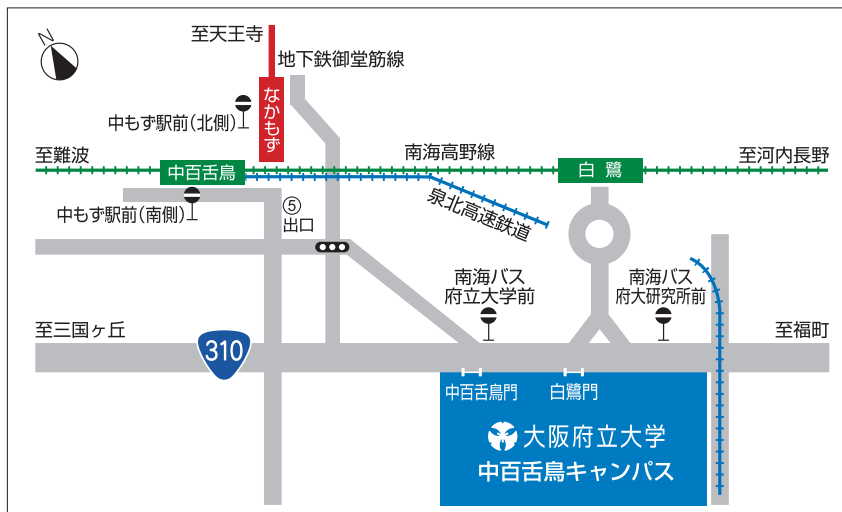 N
至天王寺
地下鉄御堂筋線
なかもず
中もず駅前(北側)
至難波
中百舌鳥
南海高野線
白鷺
至河内長野
泉北高速鉄道
中もず駅前(南側)
⑤
出口
南海バス
府立大学前
南海バス
府大研究所前
至三国ヶ丘
310
至福町
中百舌鳥門
白鷺門
大阪府立大学
中百舌鳥キャンパス